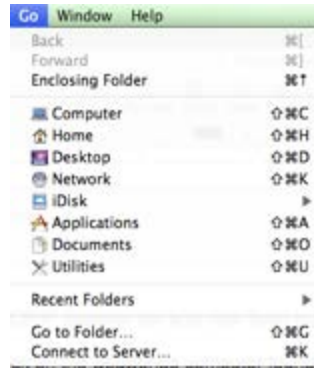 Go Window Help
Back ⌘[
Forward ⌘]
Enclosing Folder ⌘↑
Computer ⇧⌘C
Home ⇧⌘H
Desktop ⇧⌘D
Network ⇧⌘K
iDisk ▶
Applications ⇧⌘A
Documents ⇧⌘O
Utilities ⇧⌘U
Recent Folders ▶
Go to Folder... ⇧⌘G
Connect to Server... ⌘K